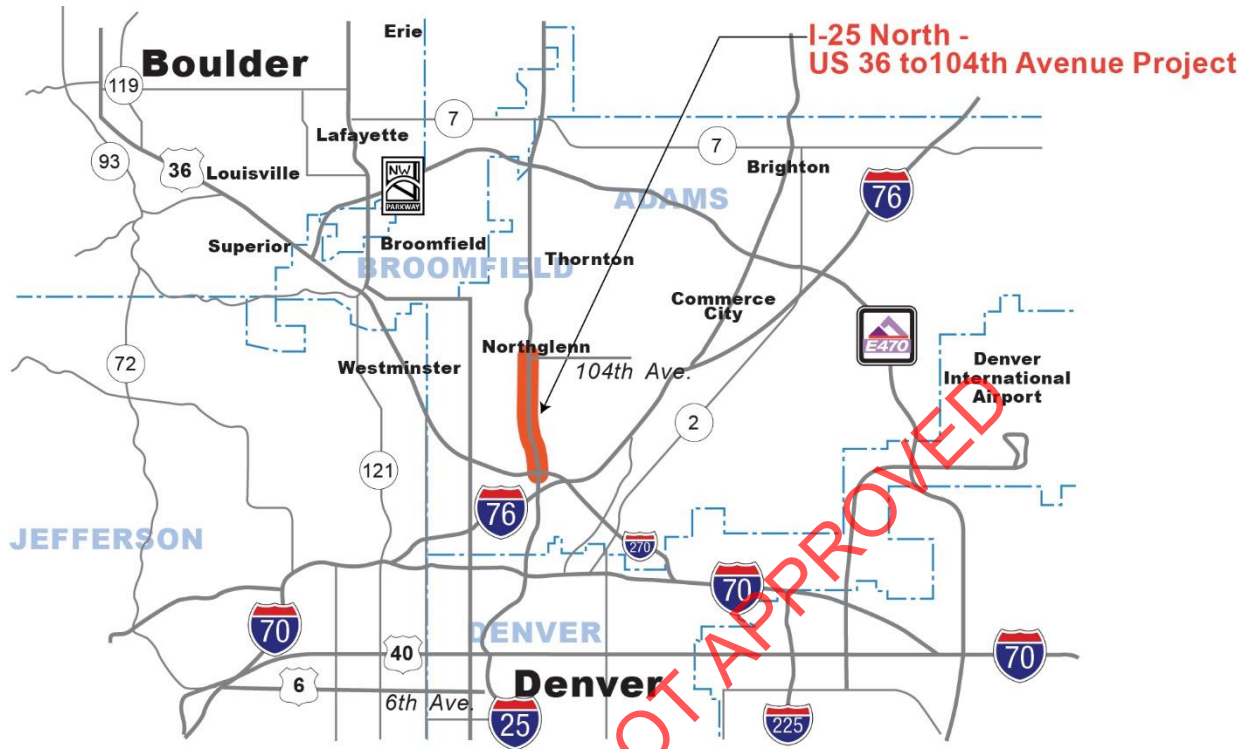 Erie
I-25 North -
US 36 to104th Avenue Project
Boulder
119
Lafayette
7
93
36
Louisville
NW
PARKWAY
7
Brighton
76
ADAMS
Superior
Broomfield
BROOMFIELD
Thornton
Commerce
City
E470
Northglenn
104th Ave.
Westminster
72
Denver
International
Airport
2
121
76
JEFFERSON
270
70
70
DENVER
40
70
6
6th Ave.
Denver
25
225
NOT APPROVED